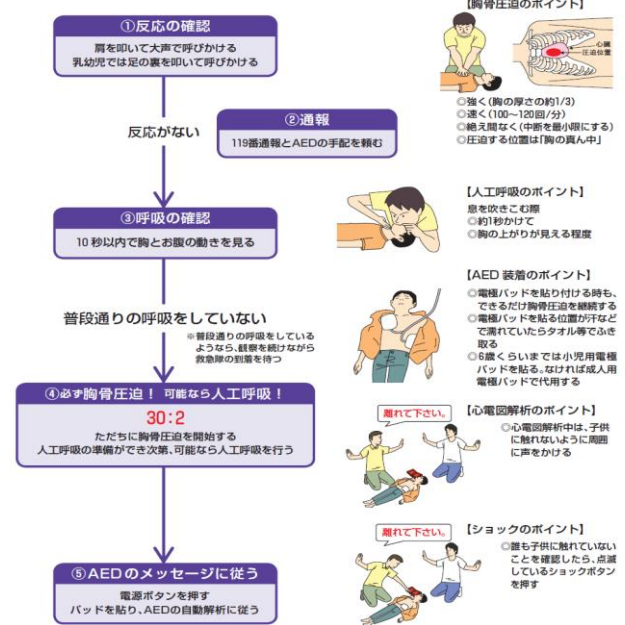 ①反応の確認
肩を叩いて大声で呼びかける
乳幼児では足の裏を叩いて呼びかける
反応がない
②通報
119番通報とAEDの手配を頼む
③呼吸の確認
10秒以内で胸とお腹の動きを見る
普段通りの呼吸をしていない
※普段通りの呼吸をしている
ようなら、観察を続けながら
救急隊の到着を待つ
④必ず胸骨圧迫！ 可能なら人工呼吸！
30:2
ただちに胸骨圧迫を開始する
人工呼吸の準備ができ次第、可能なら人工呼吸を行う
⑤AEDのメッセージに従う
電源ボタンを押す
パッドを貼り、AEDの自動解析に従う
【胸骨圧迫のポイント】
心臓
圧迫位置
◎強く(胸の厚さの約1/3)
◎速く(100～120回/分)
◎絶え間なく(中断を最小限にする)
◎圧迫する位置は「胸の真ん中」
【人工呼吸のポイント】
息を吹きこむ際
◎約1秒かけて
◎胸の上がりが見える程度
【AED 装着のポイント】
◎電極パッドを貼り付ける時も、
できるだけ胸骨圧迫を継続する
◎電極パッドを貼る位置が汗など
で濡れていたらタオル等でふき
取る
◎6歳くらいまでは小児用電極
パッドを貼る。なければ成人用
電極パッドで代用する
離れて下さい。
【心電図解析のポイント】
◎心電図解析中は、子供
に触れないように周囲
に声をかける
離れて下さい。
【ショックのポイント】
◎誰も子供に触れていない
ことを確認したら、点滅
しているショックボタン
を押す